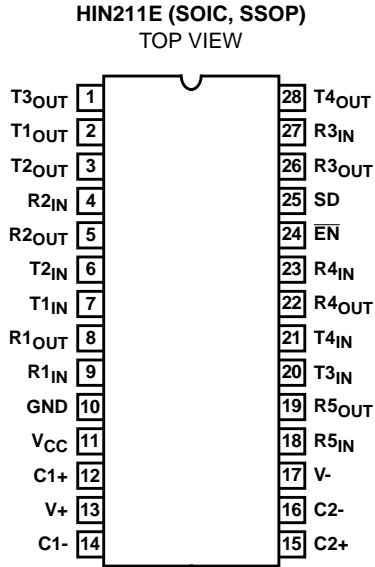 HIN211E (SOIC, SSOP)
TOP VIEW
T3OUT 1 28 T4OUT
T1OUT 2 27 R3IN
T2OUT 3 26 R3OUT
R2IN 4 25 SD
R2OUT 5 24 E̅N̅
T2IN 6 23 R4IN
T1IN 7 22 R4OUT
R1OUT 8 21 T4IN
R1IN 9 20 T3IN
GND 10 19 R5OUT
VCC 11 18 R5IN
C1+ 12 17 V-
V+ 13 16 C2-
C1- 14 15 C2+